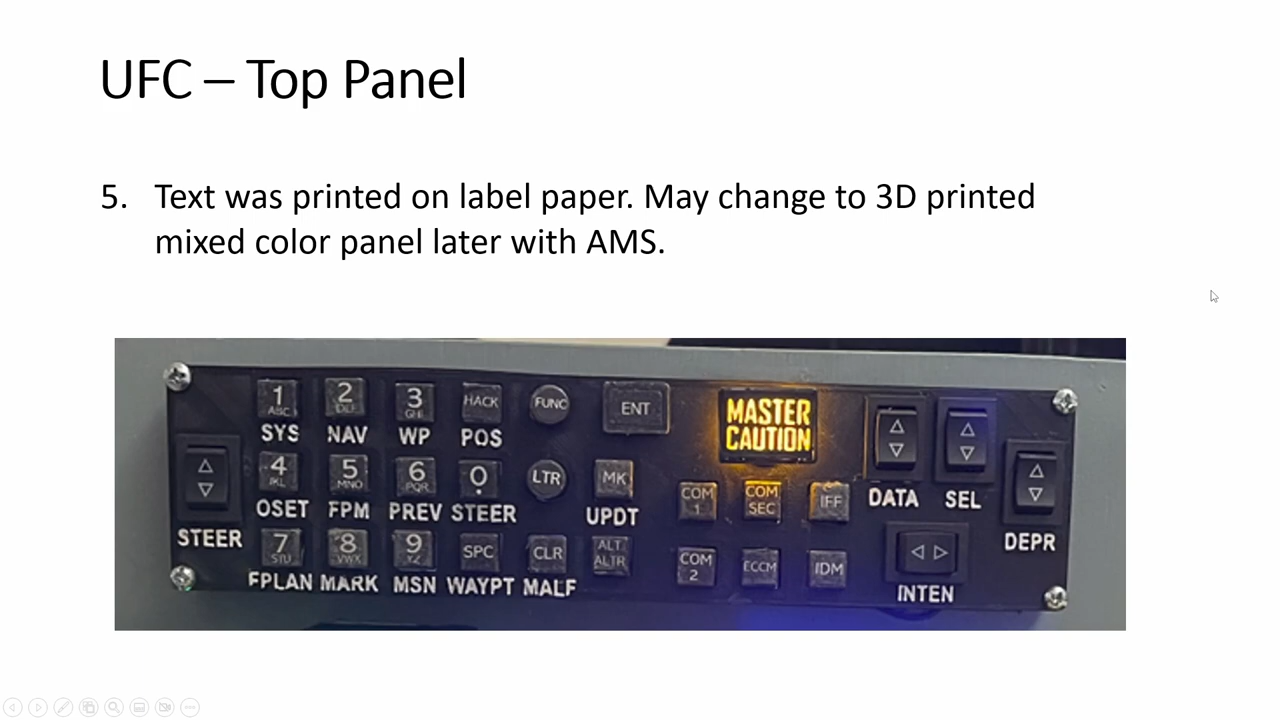 UFC – Top Panel
5. Text was printed on label paper. May change to 3D printed
mixed color panel later with AMS.
1 2 3 HACK FUNC ENT
ABC DEF GHI
MASTER
CAUTION
SYS NAV WP POS
4 5 6 0 LTR MK
JKL MNO PQR .
COM
1
COM
SEC
IFF
DATA SEL
OSET FPM PREV STEER UPDT
STEER
DEPR
7 8 9 SPC CLR ALT
STU VWX YZ ALTR
COM
2
ECCM
IDM
FPLAN MARK MSN WAYPT MALF
INTEN